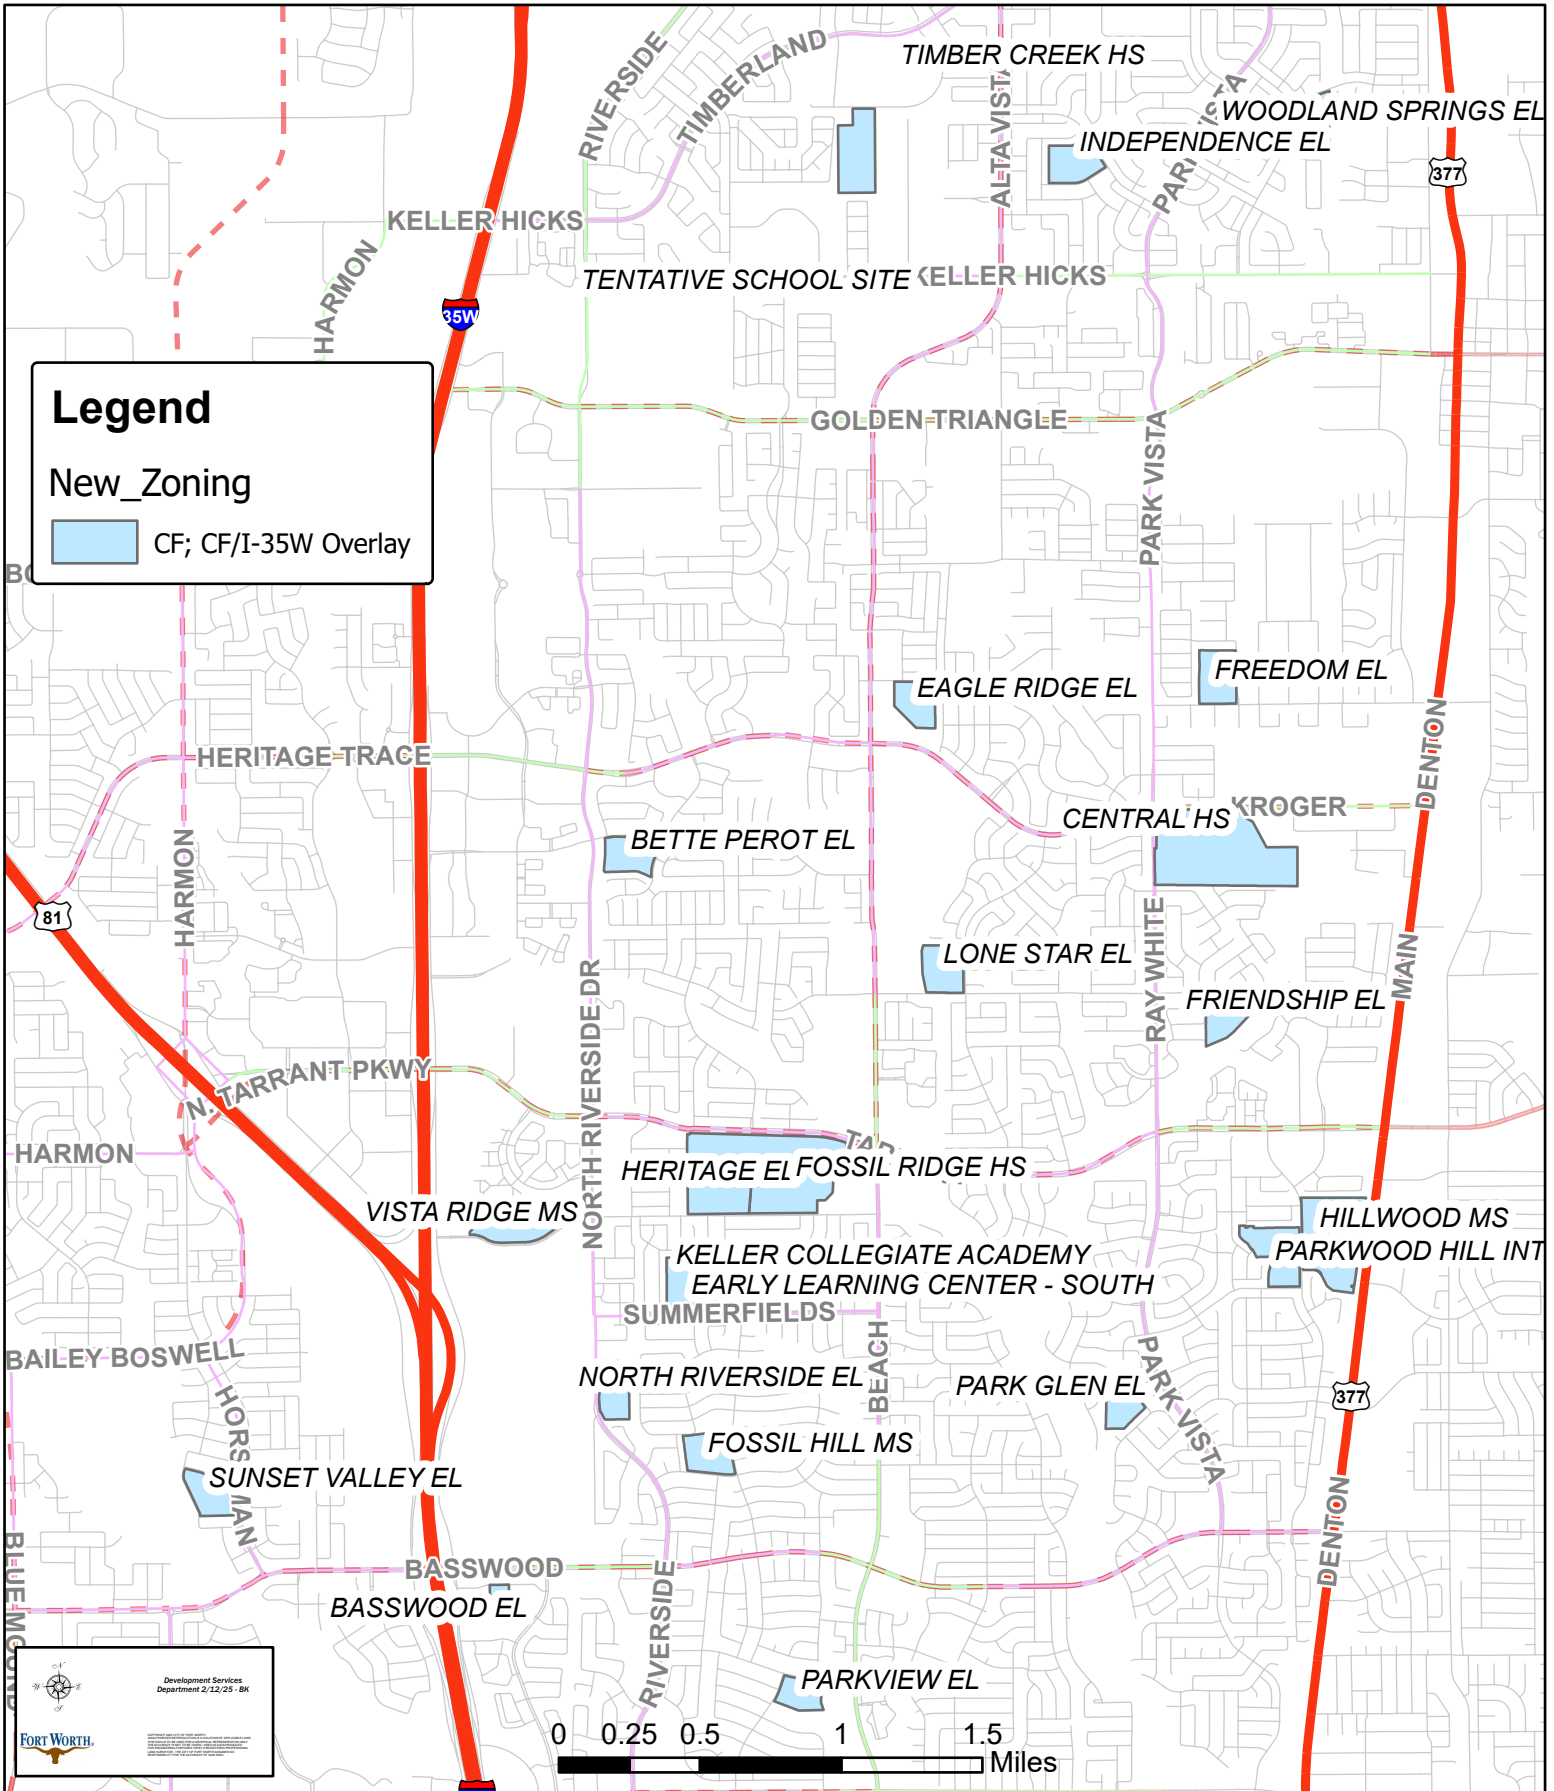 TIMBER CREEK HS
RIVERSIDE
TIMBERLAND
ALTA VISTA
PARK VISTA
WOODLAND SPRINGS EL
INDEPENDENCE EL
377
KELLER HICKS
HARMON
TENTATIVE SCHOOL SITE
KELLER HICKS
35W
Legend
New_Zoning
CF; CF/I-35W Overlay
GOLDEN TRIANGLE
PARK VISTA
FREEDOM EL
EAGLE RIDGE EL
DENTON
HERITAGE TRACE
KROGER
CENTRAL HS
BETTE PEROT EL
HARMON
81
LONE STAR EL
RAY WHITE
MAIN
FRIENDSHIP EL
NORTH RIVERSIDE DR
N. TARRANT PKWY
HARMON
HERITAGE EL
FOSSIL RIDGE HS
VISTA RIDGE MS
HILLWOOD MS
PARKWOOD HILL INT
KELLER COLLEGIATE ACADEMY
EARLY LEARNING CENTER - SOUTH
SUMMERFIELDS
BAILEY BOSWELL
BEACH
NORTH RIVERSIDE EL
PARK GLEN EL
PARK VISTA
377
HORSEMAN
FOSSIL HILL MS
SUNSET VALLEY EL
DENTON
BLUE MOUND
BASSWOOD
BASSWOOD EL
RIVERSIDE
PARKVIEW EL
N
W
E
S
Development Services
Department 2/12/25 - BK
FORT WORTH
0 0.25 0.5 1 1.5
Miles